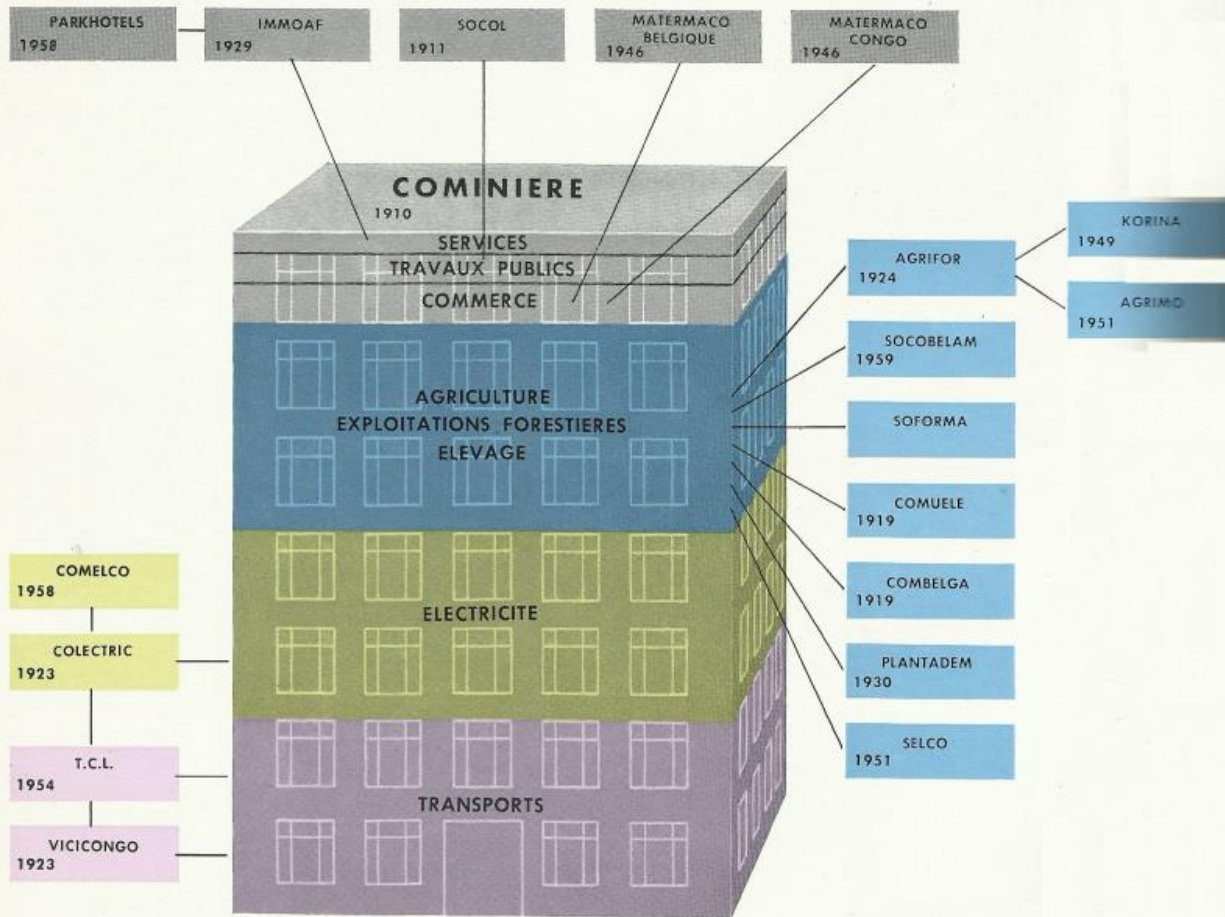 PARKHOTELS
1958
IMMOAF
1929
SOCOL
1911
MATERMACO
BELGIQUE
1946
MATERMACO
CONGO
1946
COMINIERE
1910
SERVICES
TRAVAUX PUBLICS
COMMERCE
AGRICULTURE
EXPLOITATIONS FORESTIERES
ELEVAGE
ELECTRICITE
TRANSPORTS
COMELCO
1958
COLECTRIC
1923
T.C.L.
1954
VICICONGO
1923
AGRIFOR
1924
KORINA
1949
AGRIMO
1951
SOCOBELAM
1959
SOFORMA
COMUELE
1919
COMBELGA
1919
PLANTADEM
1930
SELCO
1951